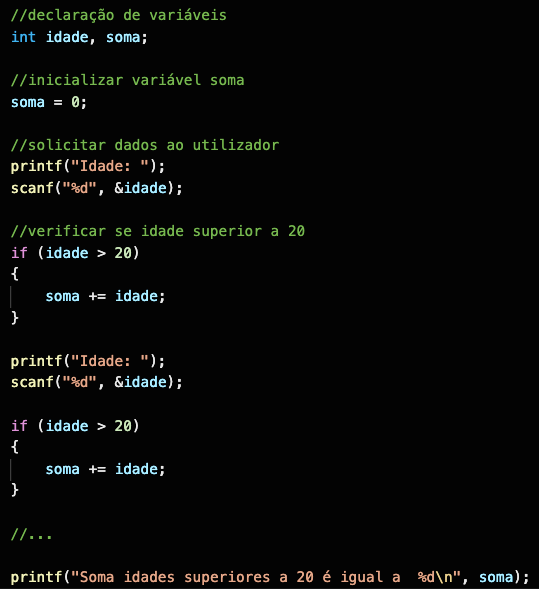 //declaração de variáveis
int idade, soma;
//inicializar variável soma
soma = 0;
//solicitar dados ao utilizador
printf("Idade: ");
scanf("%d", &idade);
//verificar se idade superior a 20
if (idade > 20)
{
soma += idade;
}
printf("Idade: ");
scanf("%d", &idade);
if (idade > 20)
{
soma += idade;
}
//...
printf("Soma idades superiores a 20 é igual a  %d\n", soma);